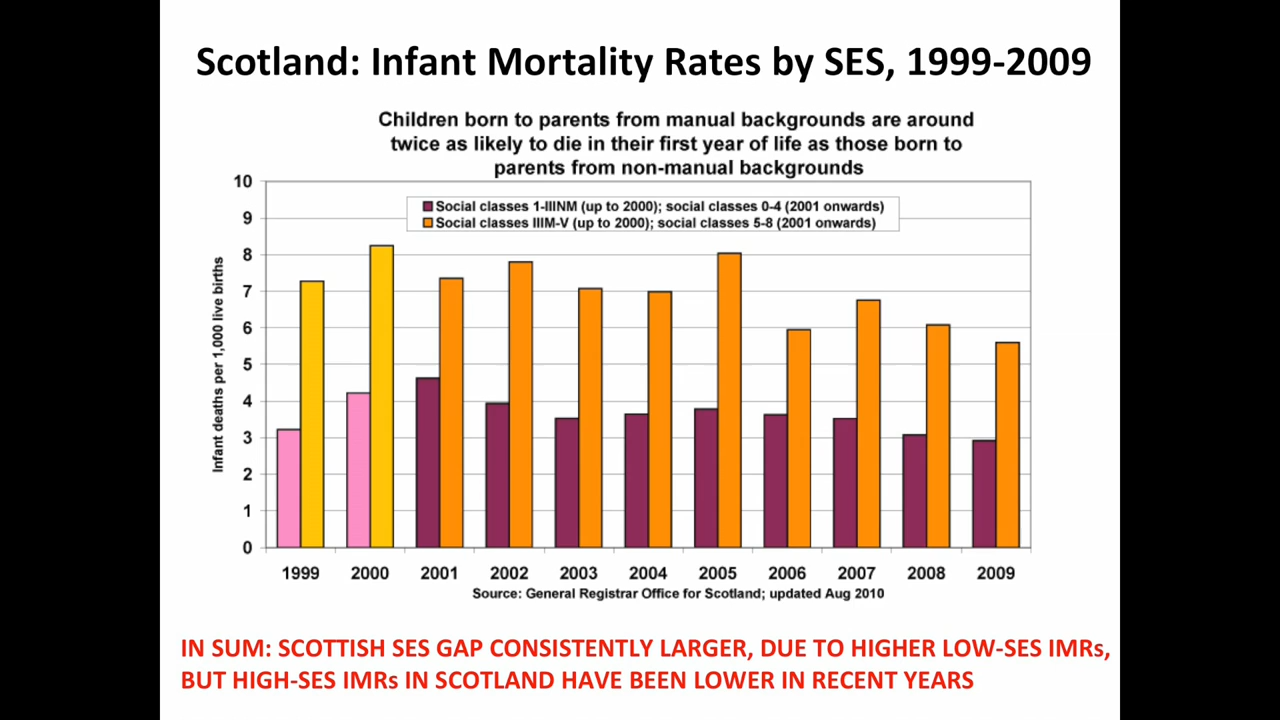 Scotland: Infant Mortality Rates by SES, 1999-2009
Children born to parents from manual backgrounds are around
twice as likely to die in their first year of life as those born to
parents from non-manual backgrounds
10
9
8
7
6
5
4
3
2
1
0
Infant deaths per 1,000 live births
Social classes 1-IIINM (up to 2000); social classes 0-4 (2001 onwards)
Social classes IIIM-V (up to 2000); social classes 5-8 (2001 onwards)
1999 2000 2001 2002 2003 2004 2005 2006 2007 2008 2009
Source: General Registrar Office for Scotland; updated Aug 2010
IN SUM: SCOTTISH SES GAP CONSISTENTLY LARGER, DUE TO HIGHER LOW-SES IMRs,
BUT HIGH-SES IMRs IN SCOTLAND HAVE BEEN LOWER IN RECENT YEARS